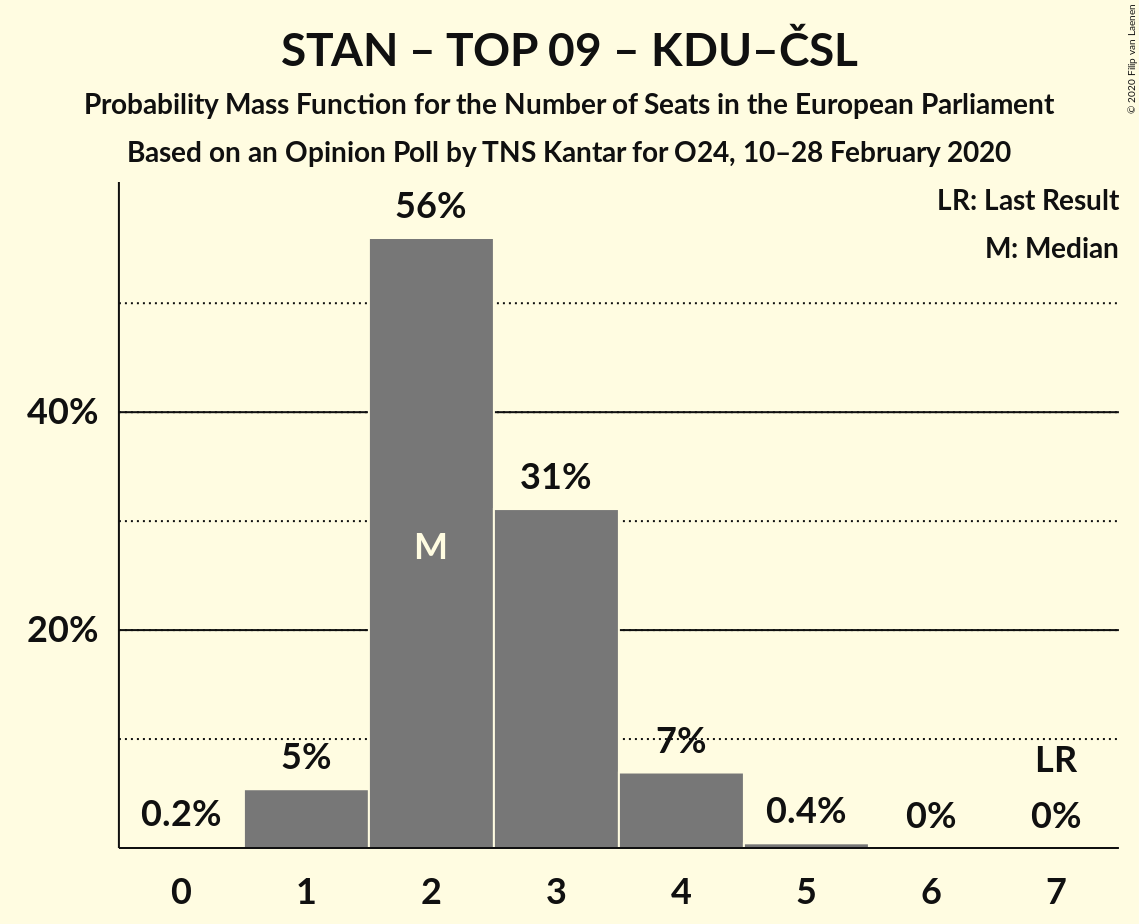 STAN – TOP 09 – KDU–ČSL
Probability Mass Function for the Number of Seats in the European Parliament
Based on an Opinion Poll by TNS Kantar for O24, 10–28 February 2020
© 2020 Filip van Laenen
LR: Last Result
M: Median
56%
40%
31%
M
20%
7%
5%
LR
0.2%
0.4%
0%
0%
0 1 2 3 4 5 6 7